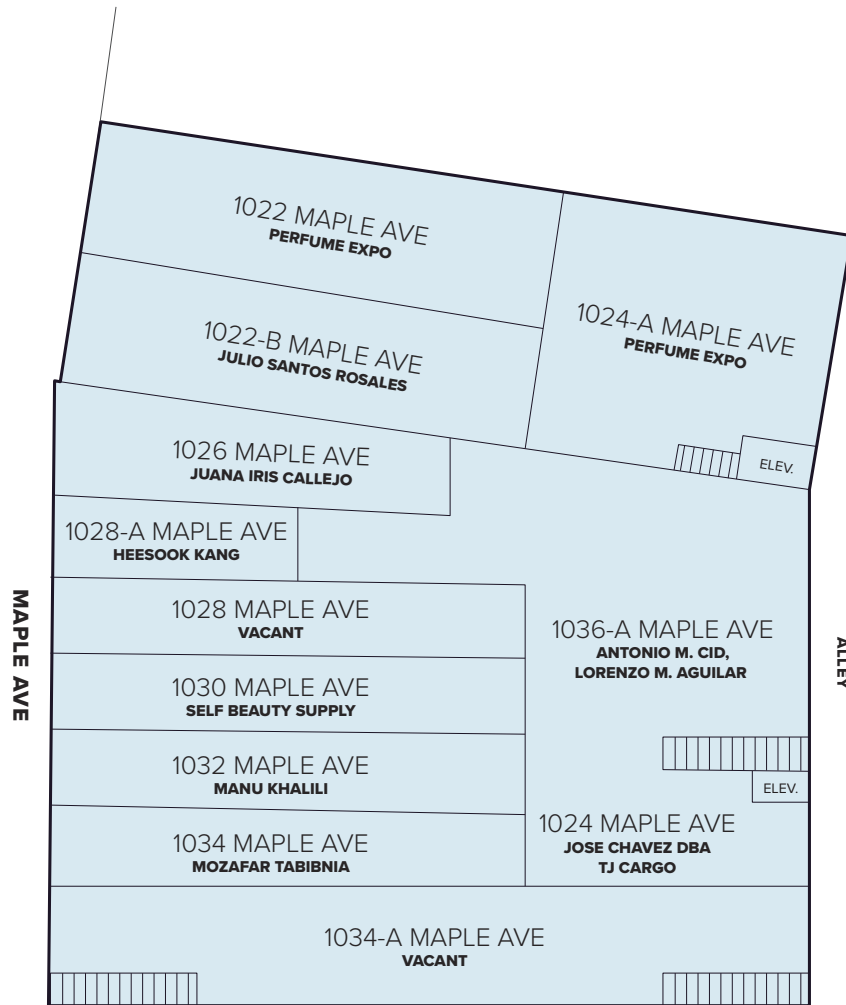 1022 MAPLE AVE
PERFUME EXPO
1024-A MAPLE AVE
PERFUME EXPO
1022-B MAPLE AVE
JULIO SANTOS ROSALES
1026 MAPLE AVE
JUANA IRIS CALLEJO
ELEV.
1028-A MAPLE AVE
HEESOOK KANG
1028 MAPLE AVE
VACANT
1036-A MAPLE AVE
ANTONIO M. CID,
LORENZO M. AGUILAR
MAPLE AVE
ALLEY
1030 MAPLE AVE
SELF BEAUTY SUPPLY
1032 MAPLE AVE
MANU KHALILI
ELEV.
1034 MAPLE AVE
MOZAFAR TABIBNIA
1024 MAPLE AVE
JOSE CHAVEZ DBA
TJ CARGO
1034-A MAPLE AVE
VACANT